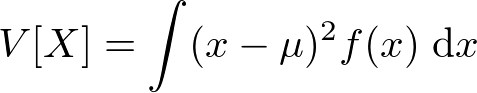 V[X] = ∫(x − μ)²f(x) dx